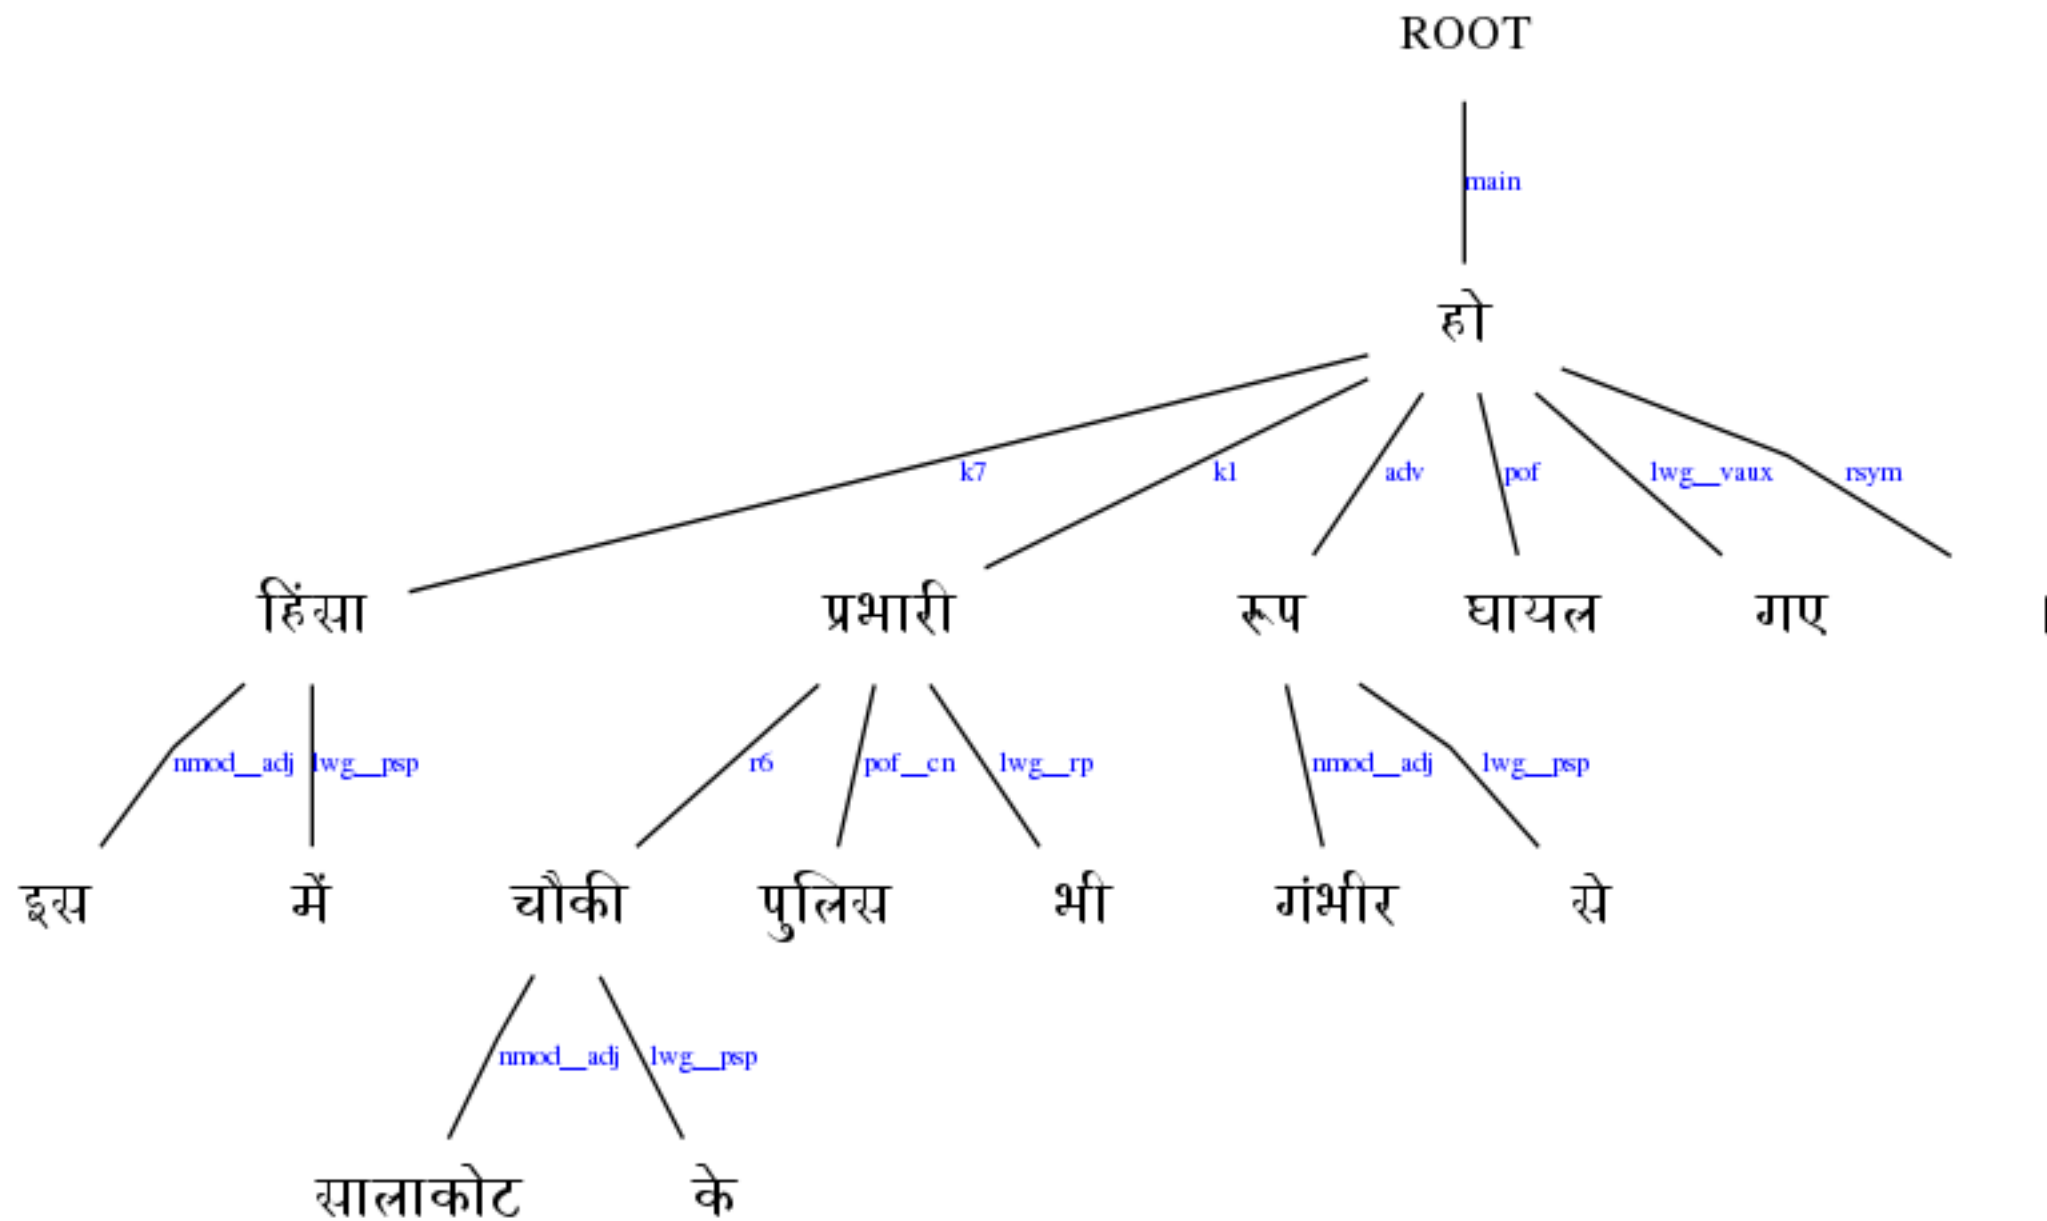 ROOT
main
हो
k7 k1 adv pof lwg__vaux rsym
हिंसा प्रभारी रूप घायल गए ।
nmod__adj lwg__psp r6 pof__cn lwg__rp nmod__adj lwg__psp
इस में चौकी पुलिस भी गंभीर से
nmod__adj lwg__psp
सालाकोट के